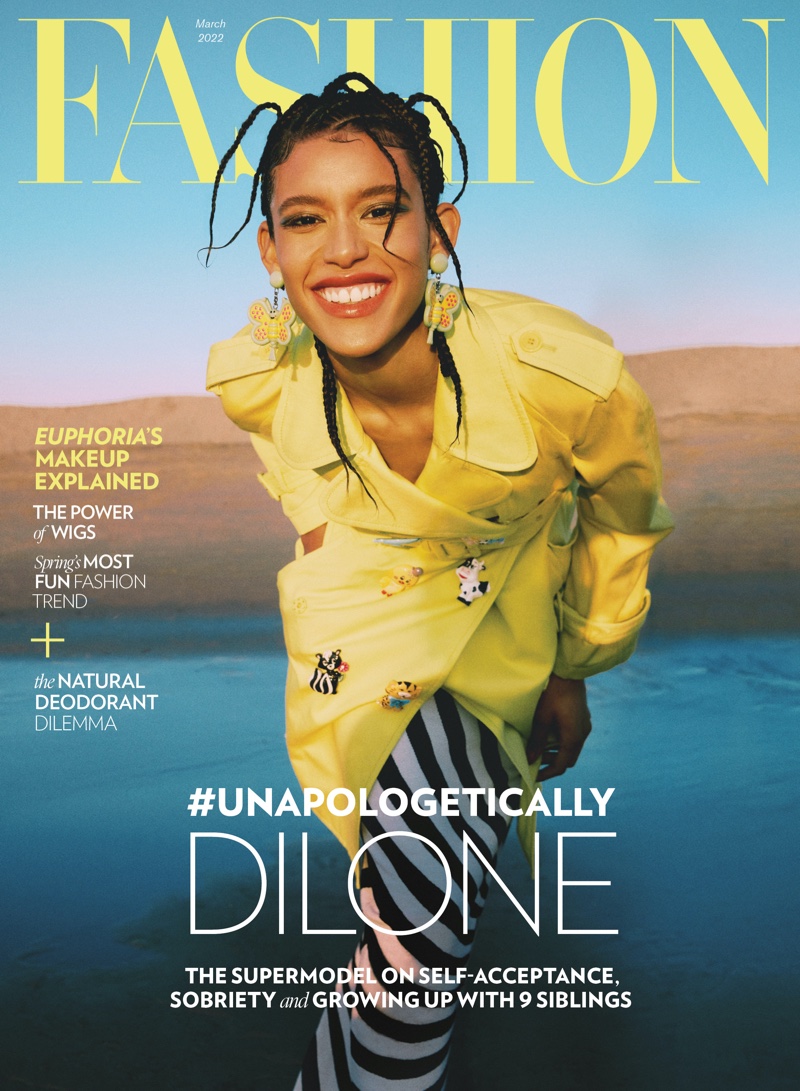 FASHION
March
2022
EUPHORIA'S
MAKEUP
EXPLAINED
THE POWER
of WIGS
Spring's MOST
FUN FASHION
TREND
+
the NATURAL
DEODORANT
DILEMMA
#UNAPOLOGETICALLY
DILONE
THE SUPERMODEL ON SELF-ACCEPTANCE,
SOBRIETY and GROWING UP WITH 9 SIBLINGS